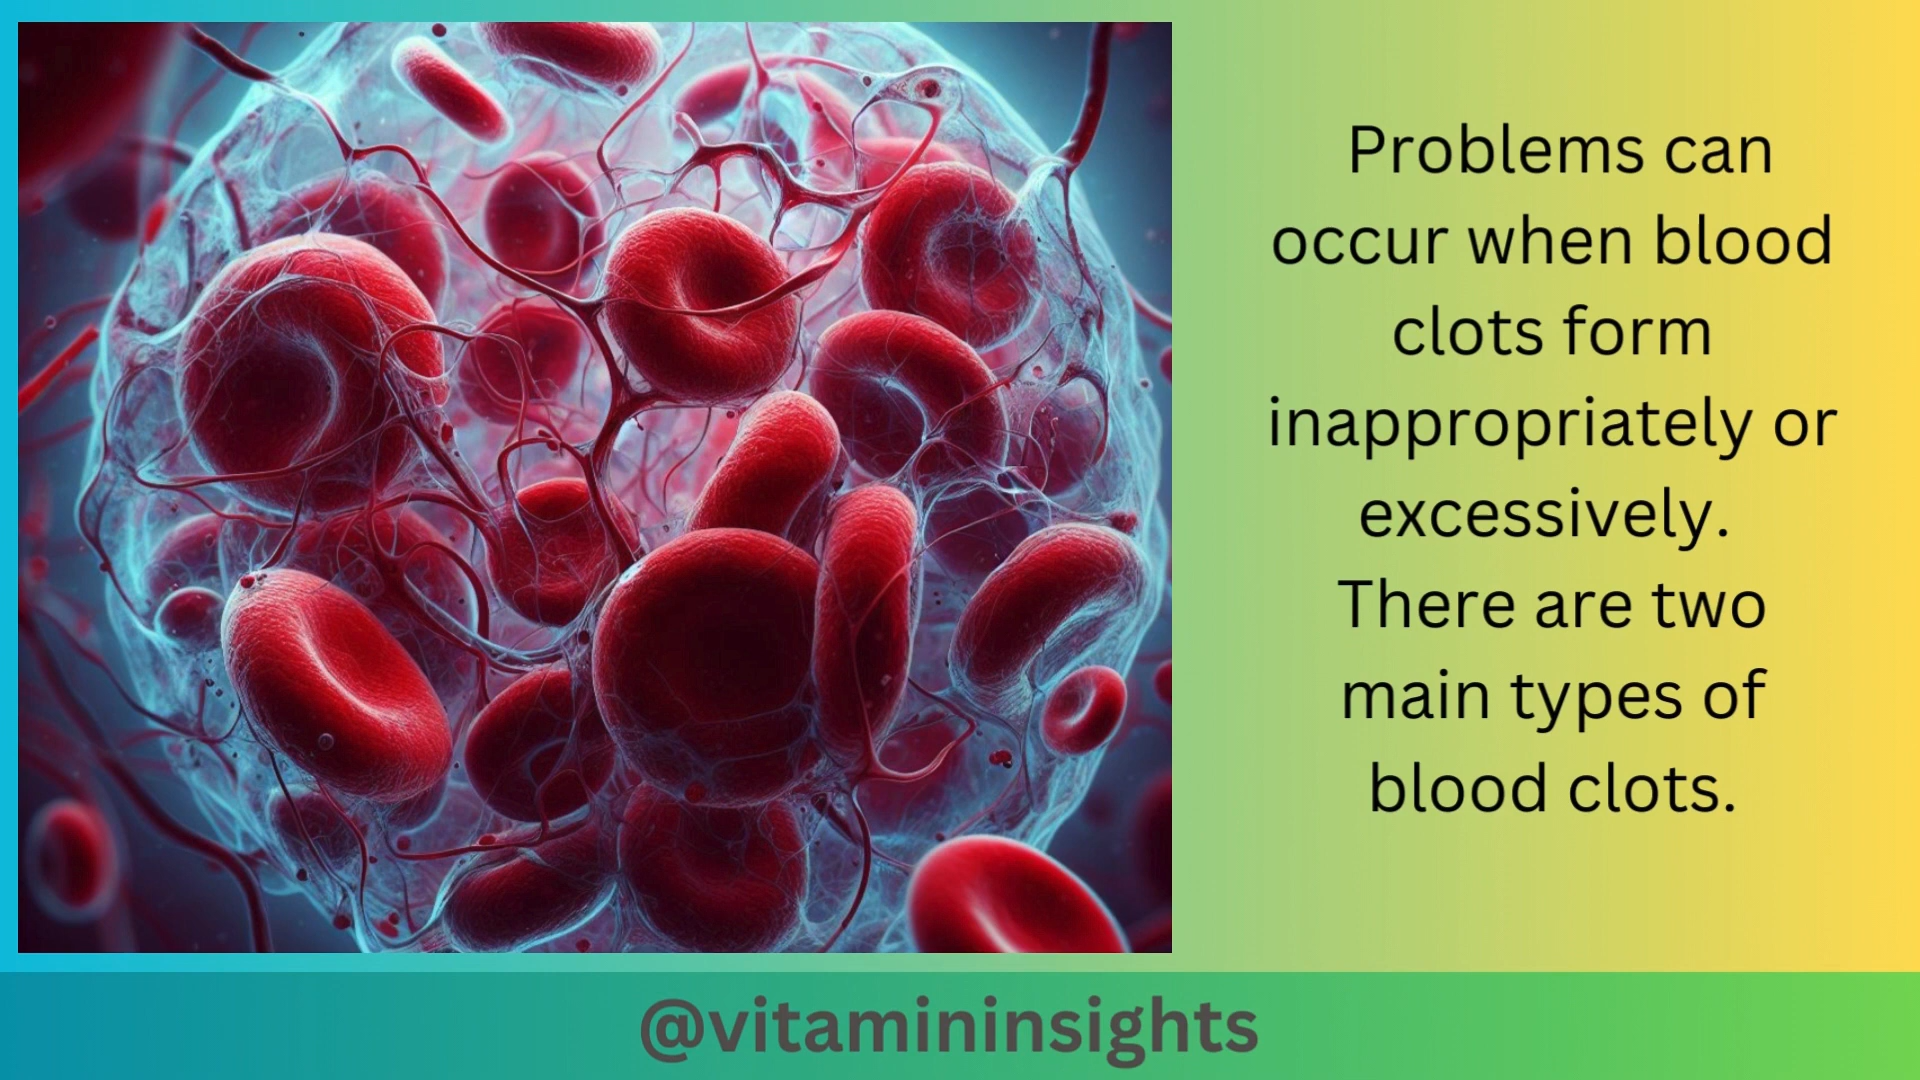 Problems can
occur when blood
clots form
inappropriately or
excessively.
There are two
main types of
blood clots.
@vitamininsights